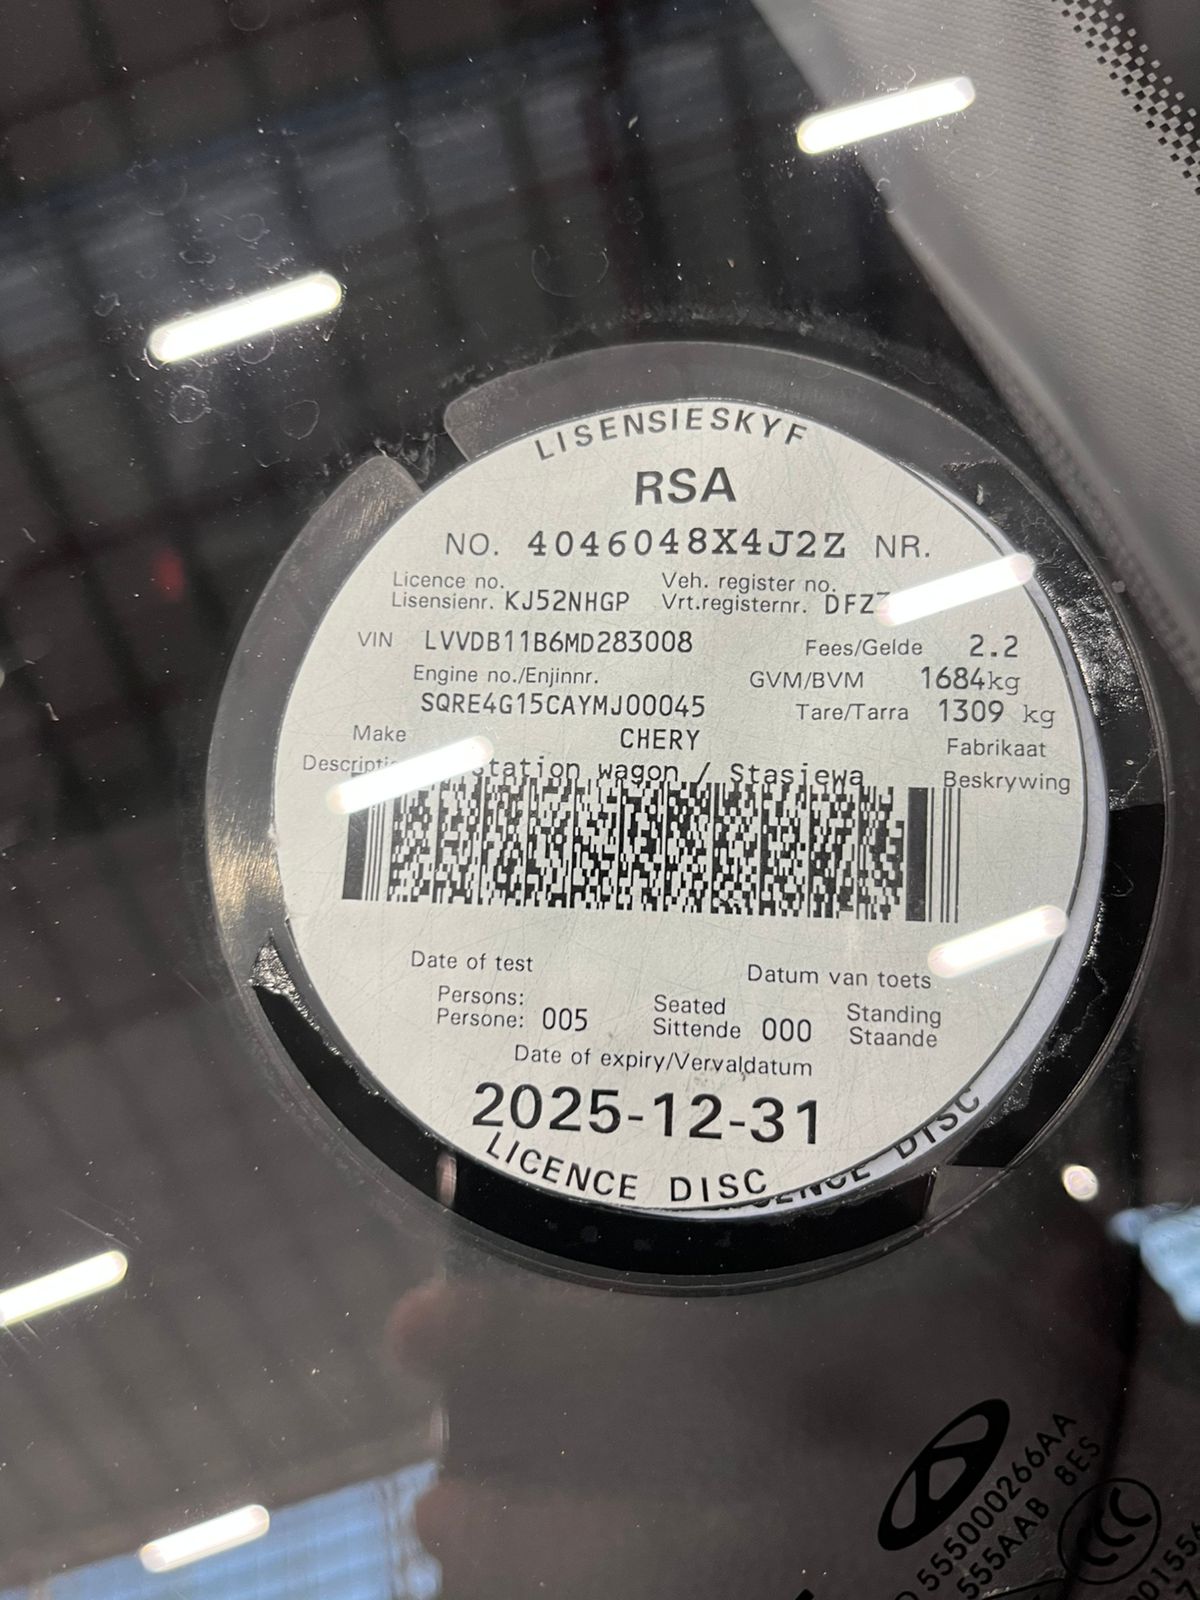 LISENSIESKYF
RSA
NO. 4046048X4J2Z NR.
Licence no. Veh. register no.
Lisensienr. KJ52NHGP Vrt.registernr. DFZ
VIN LVVDB11B6MD283008 Fees/Gelde 2.2
Engine no./Enjinnr. GVM/BVM 1684kg
SQRE4G15CAYMJ00045 Tare/Tarra 1309 kg
Make CHERY Fabrikaat
station wagon / Stasiewa Beskrywing
Date of test Datum van toets
Persons: Seated Standing
Persone: 005 Sittende 000 Staande
Date of expiry/Vervaldatum
2025-12-31
LICENCE DISC
DISC
555000266AA
555AAB 8ES